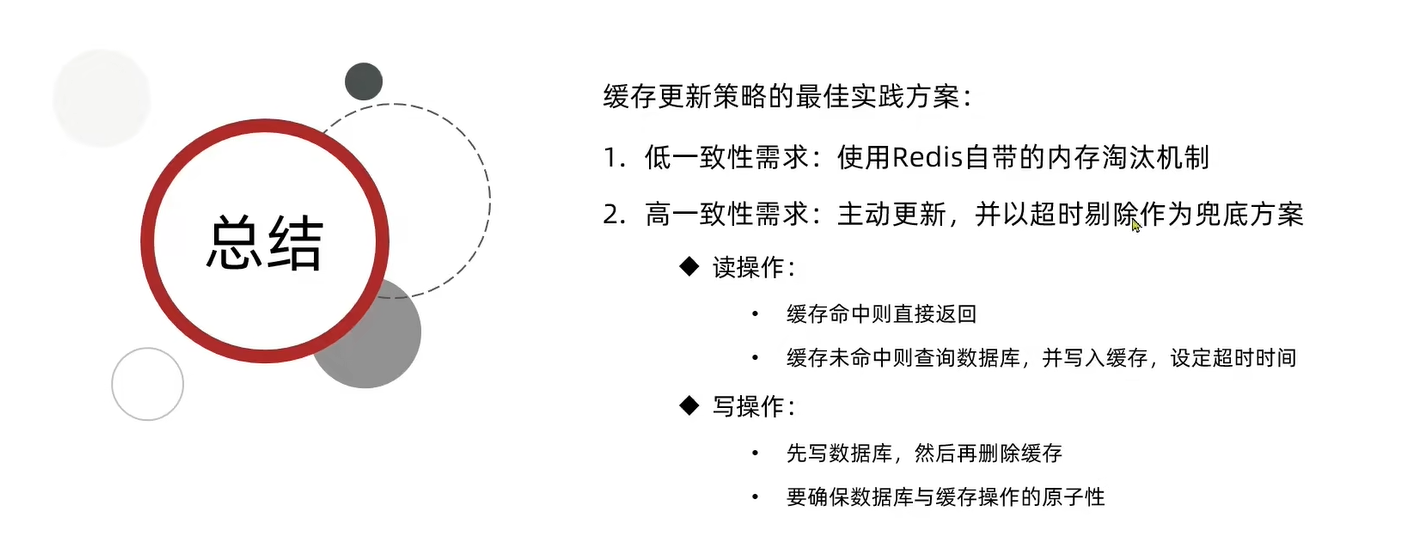 总结
缓存更新策略的最佳实践方案：
1. 低一致性需求：使用Redis自带的内存淘汰机制
2. 高一致性需求：主动更新，并以超时剔除作为兜底方案
◆ 读操作：
• 缓存命中则直接返回
• 缓存未命中则查询数据库，并写入缓存，设定超时时间
◆ 写操作：
• 先写数据库，然后再删除缓存
• 要确保数据库与缓存操作的原子性